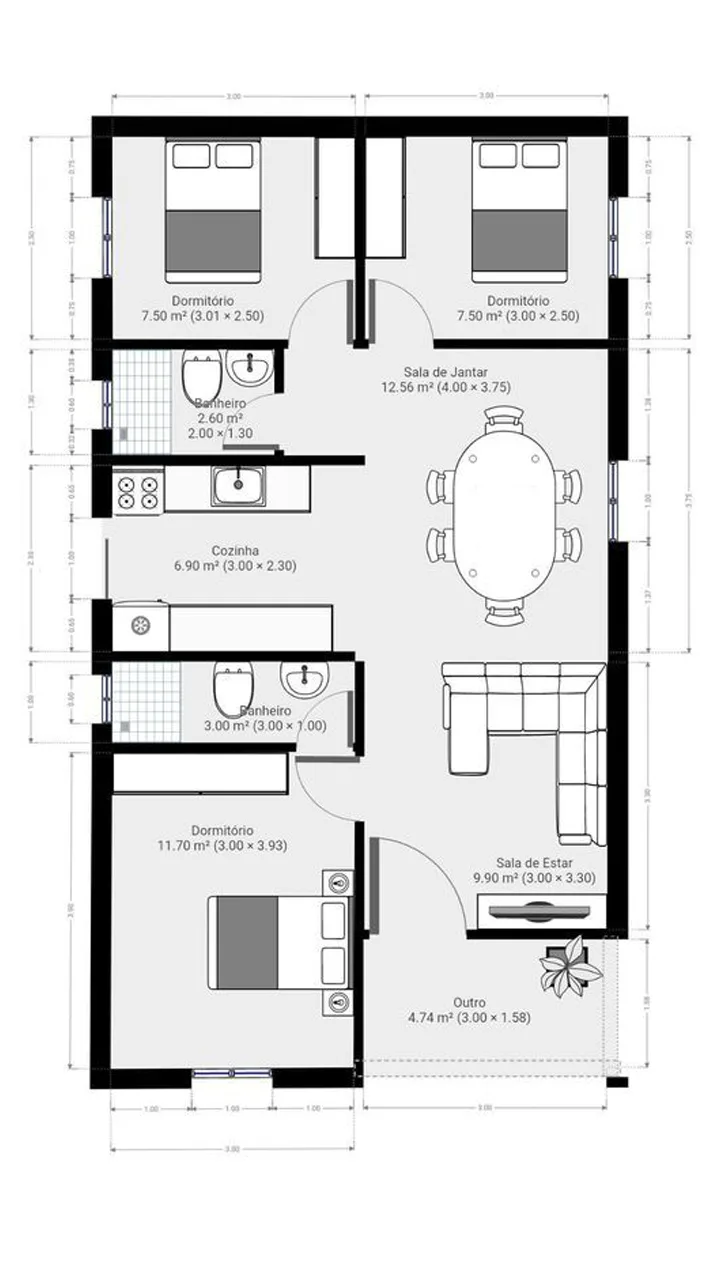 3.00
3.00
0.75
1.00
0.75
2.50
0.75
1.00
0.75
2.50
Dormitório
7.50 m² (3.01 × 2.50)
Dormitório
7.50 m² (3.00 × 2.50)
Sala de Jantar
12.56 m² (4.00 × 3.75)
Banheiro
2.60 m²
2.00 × 1.30
1.30
0.60
1.00
3.75
1.37
Cozinha
6.90 m² (3.00 × 2.30)
0.65
1.00
0.65
Banheiro
3.00 m² (3.00 × 1.00)
1.00
0.60
3.30
Dormitório
11.70 m² (3.00 × 3.93)
3.90
Sala de Estar
9.90 m² (3.00 × 3.30)
Outro
4.74 m² (3.00 × 1.58)
1.58
1.00
1.00
1.00
3.00
3.00